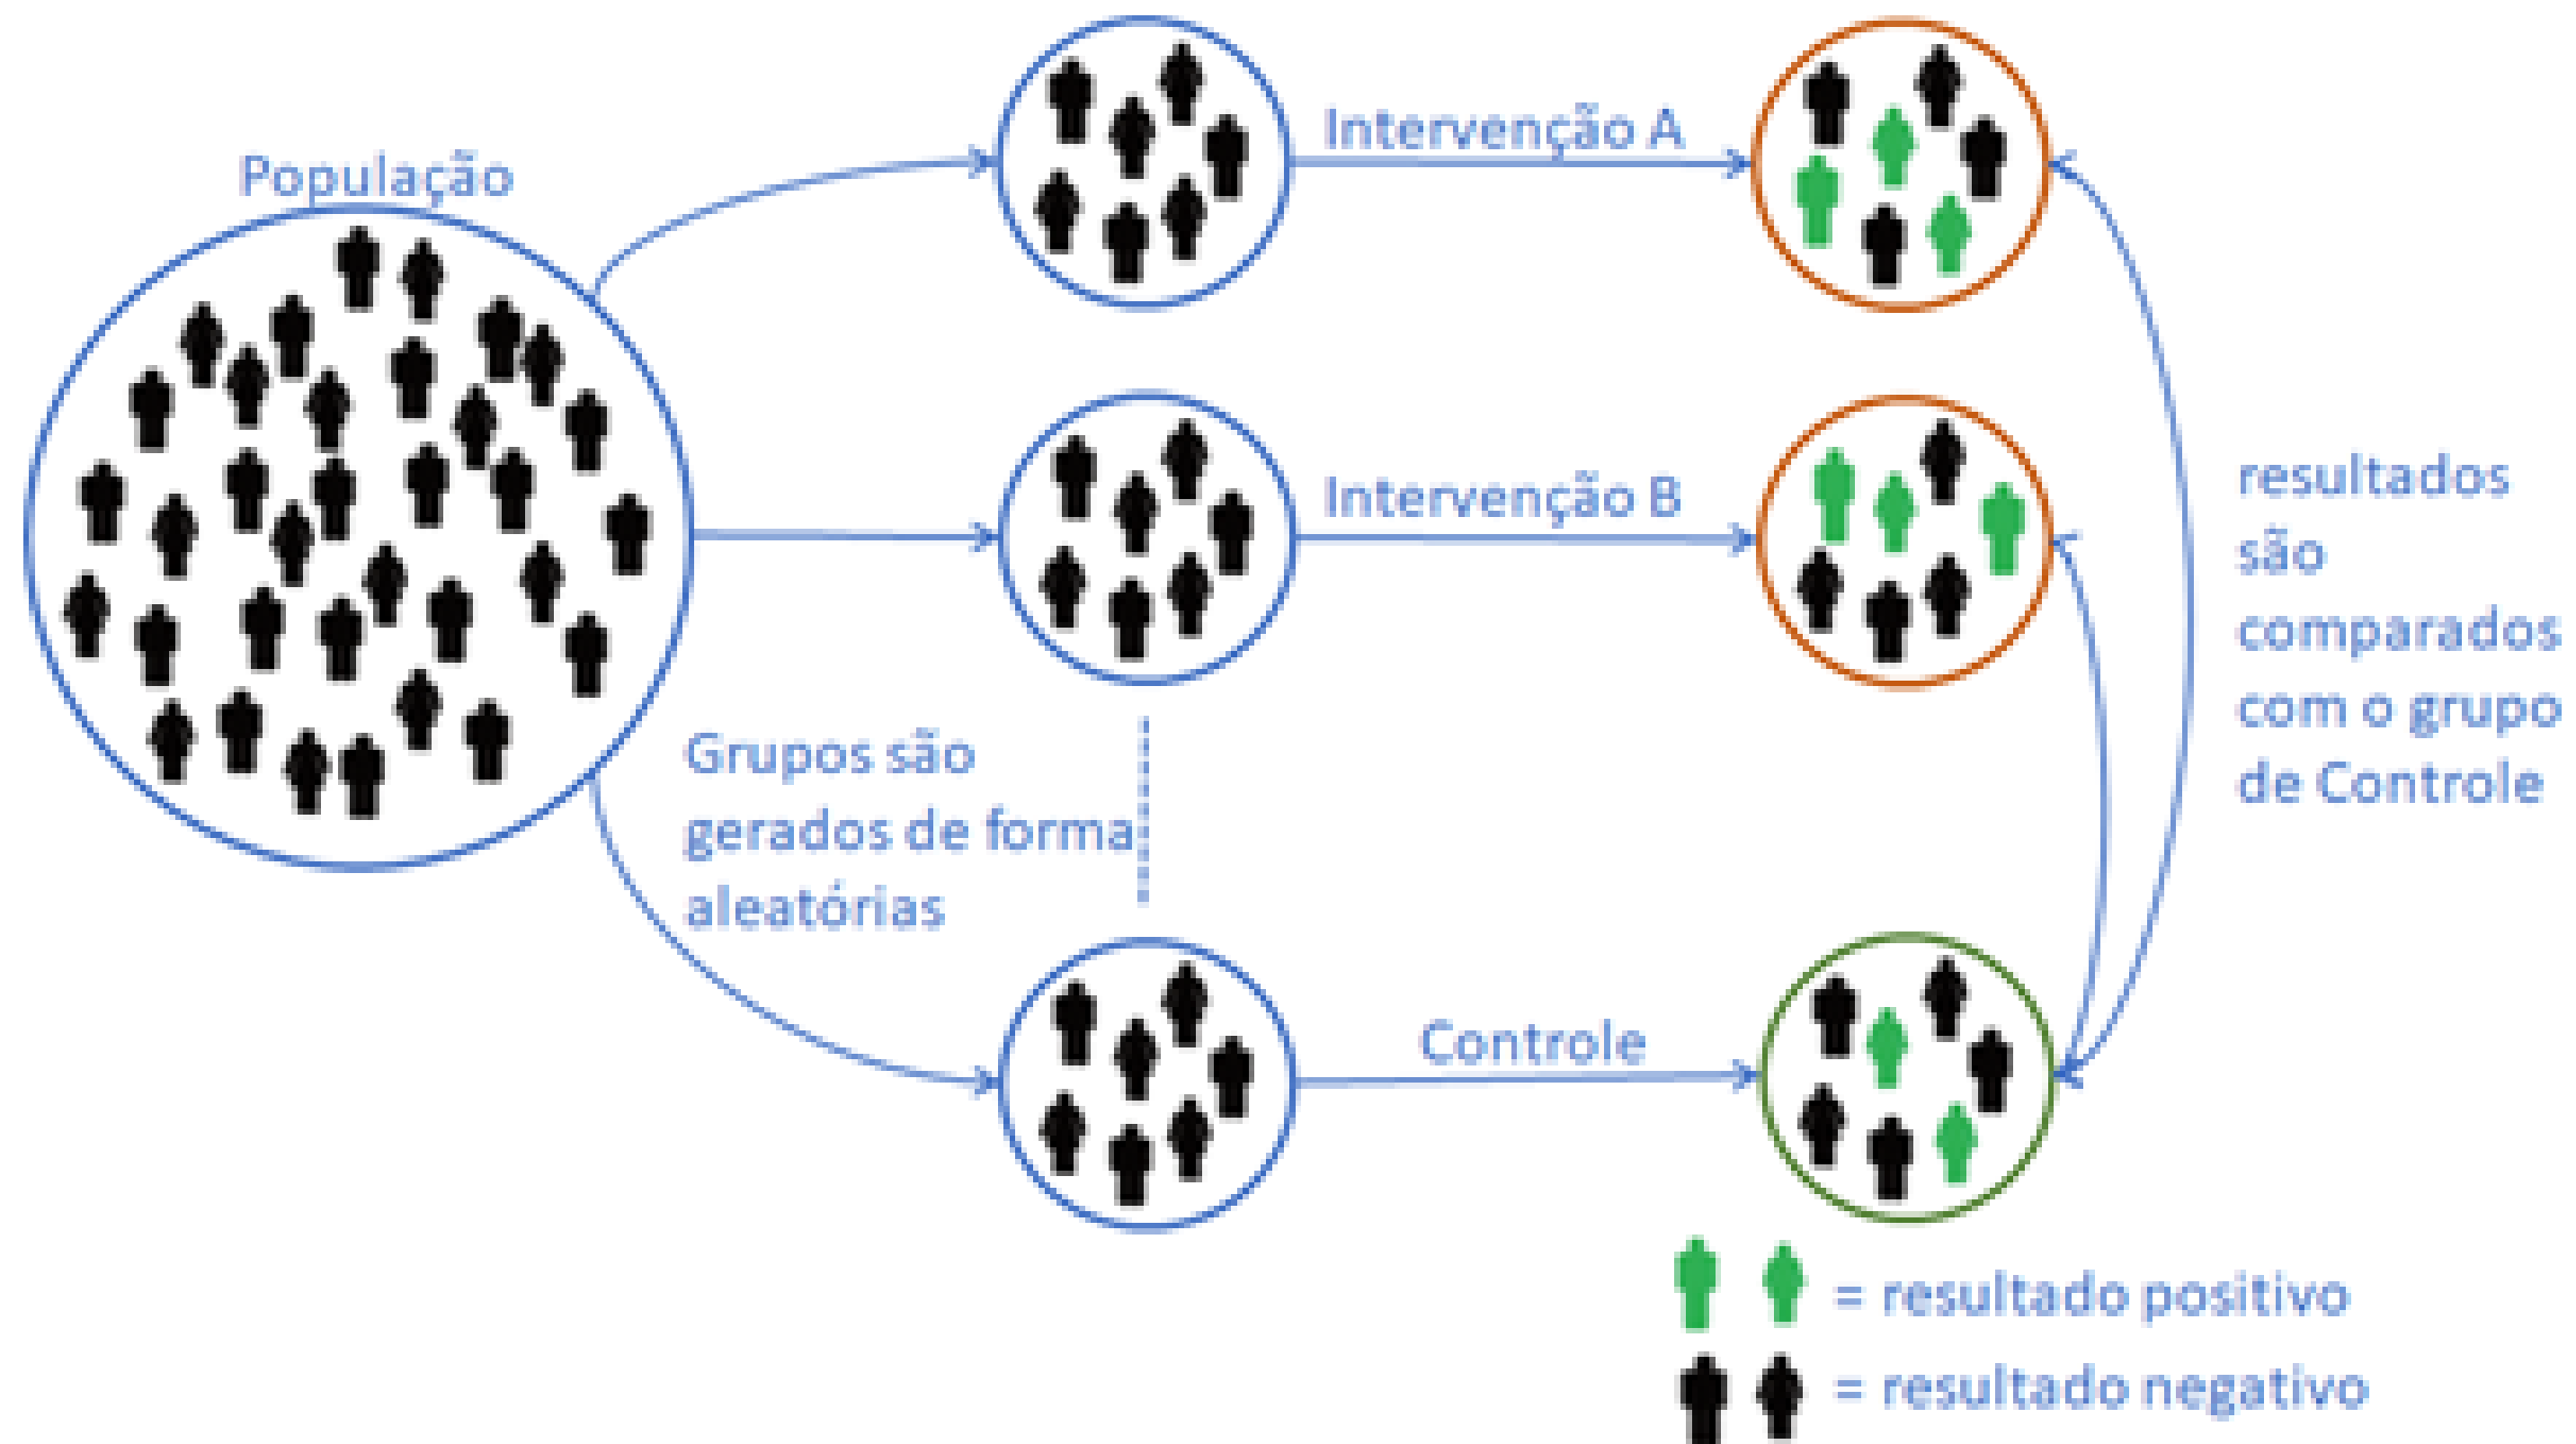 População
Intervenção A
Intervenção B
Grupos são
gerados de forma
aleatórias
Controle
resultados
são
comparados
com o grupo
de Controle
= resultado positivo
= resultado negativo